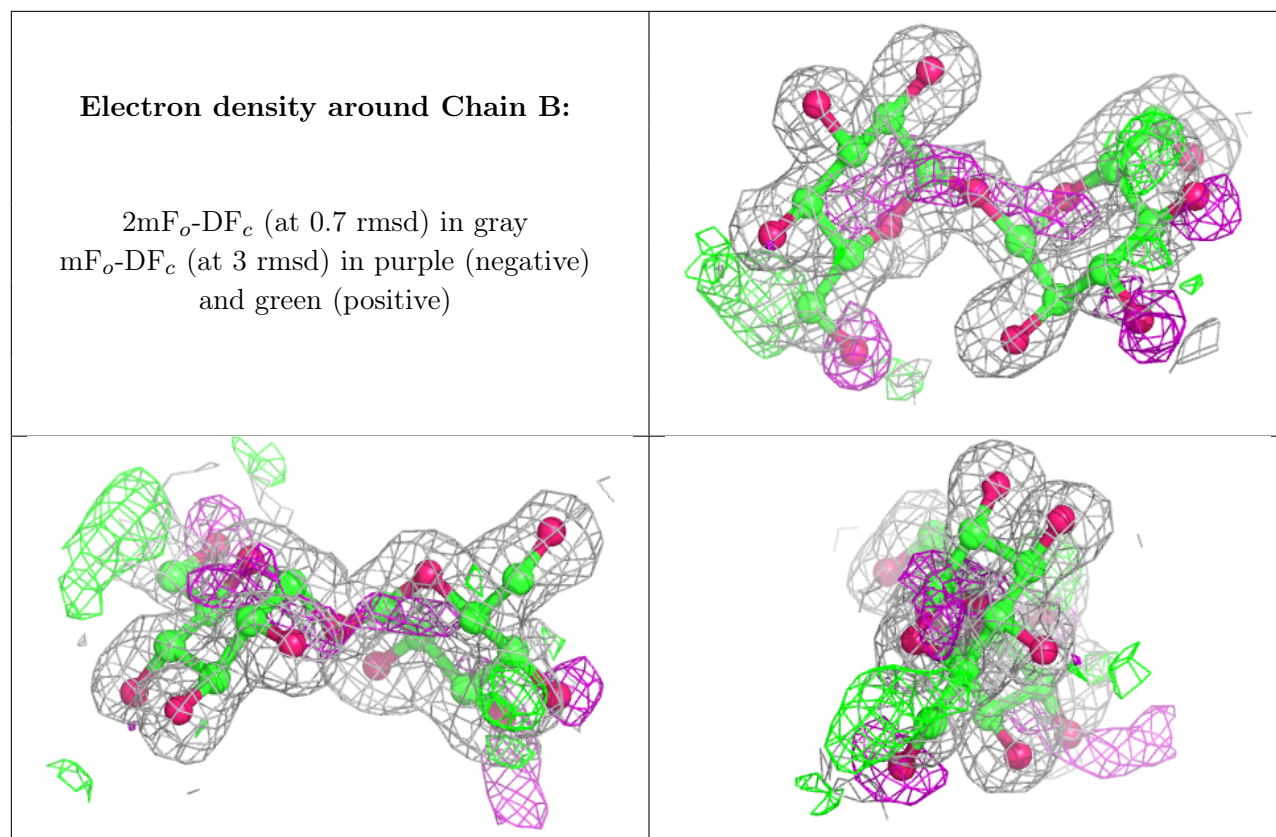 Electron density around Chain B:
2mFₒ-DF𝒸 (at 0.7 rmsd) in gray
mFₒ-DF𝒸 (at 3 rmsd) in purple (negative)
and green (positive)